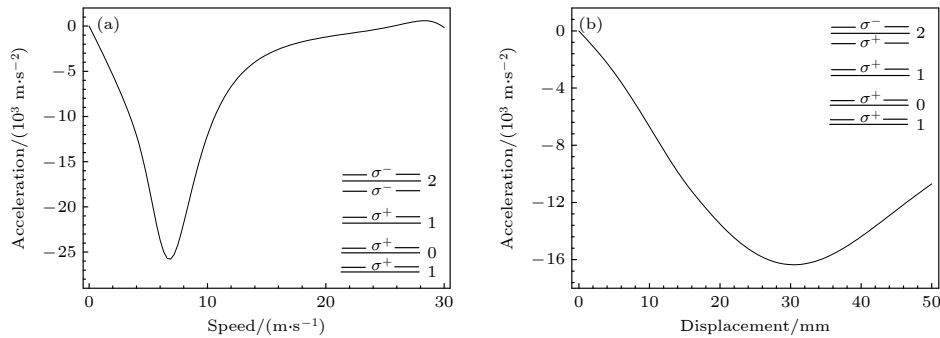 (a)
0
−5
−10
−15
−20
−25
Acceleration/(10³ m·s⁻²)
σ⁻
2
σ⁻
σ⁺
1
σ⁺
0
σ⁺
1
0
10
20
30
Speed/(m·s⁻¹)
(b)
0
−4
−8
−12
−16
Acceleration/(10³ m·s⁻²)
σ⁻
2
σ⁺
σ⁺
1
σ⁺
0
σ⁺
1
0
10
20
30
40
50
Displacement/mm